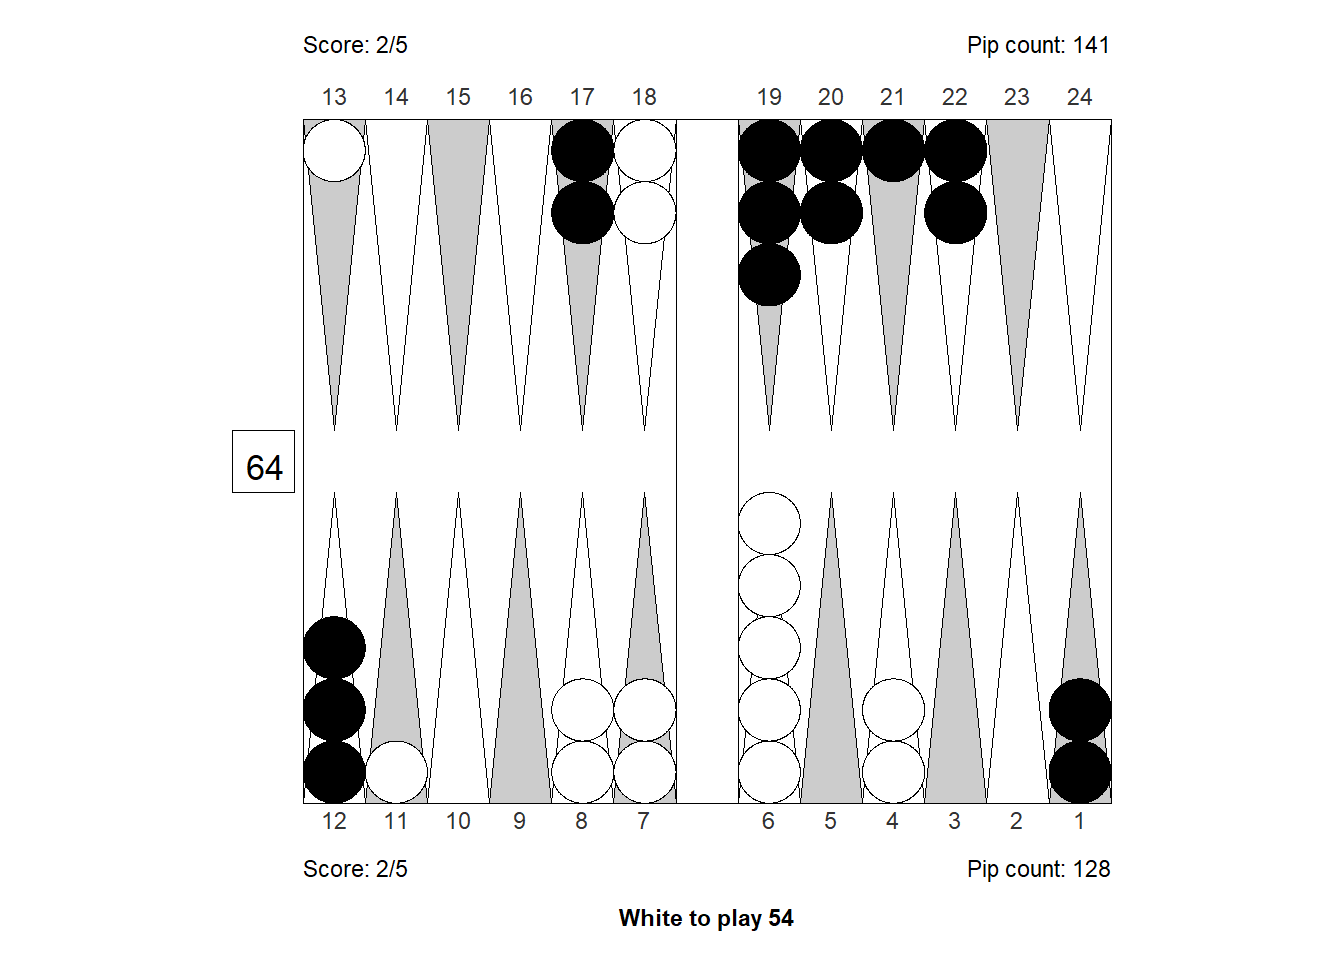 Score: 2/5 Pip count: 141
13 14 15 16 17 18 19 20 21 22 23 24
64
12 11 10 9 8 7 6 5 4 3 2 1
Score: 2/5 Pip count: 128
White to play 54